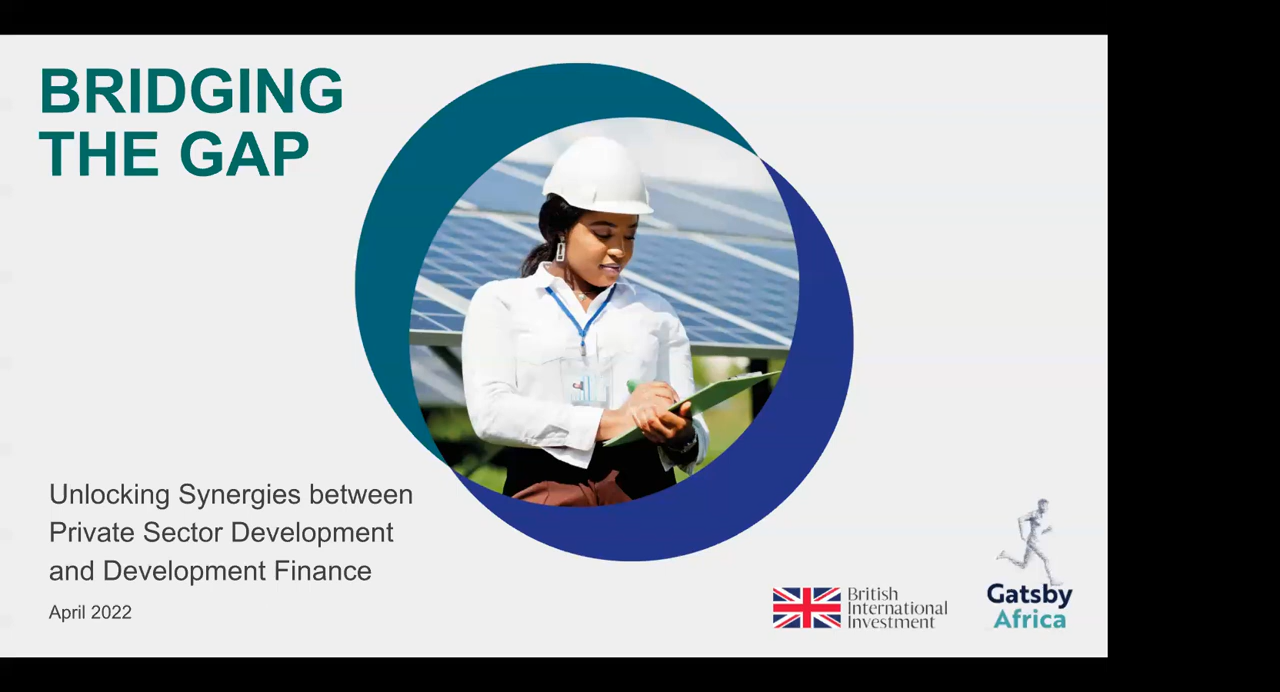 BRIDGING
THE GAP
Unlocking Synergies between
Private Sector Development
and Development Finance
April 2022
British
International
Investment
Gatsby
Africa